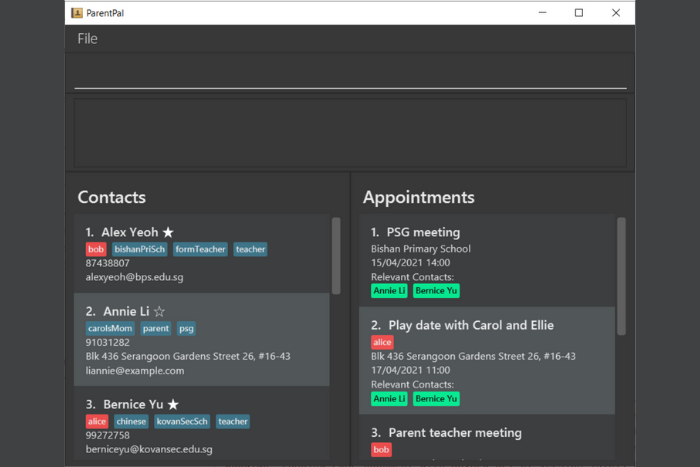 ParentPal
File
Contacts
1. Alex Yeoh ★
bob bishanPriSch formTeacher teacher
87438807
alexyeoh@bps.edu.sg
2. Annie Li ☆
carolsMom parent psg
91031282
Blk 436 Serangoon Gardens Street 26, #16-43
liannie@example.com
3. Bernice Yu ★
alice chinese kovanSecSch teacher
99272758
berniceyu@kovansec.edu.sg
Appointments
1. PSG meeting
Bishan Primary School
15/04/2021 14:00
Relevant Contacts:
Annie Li Bernice Yu
2. Play date with Carol and Ellie
alice
Blk 436 Serangoon Gardens Street 26, #16-43
17/04/2021 11:00
Relevant Contacts:
Annie Li Bernice Yu
3. Parent teacher meeting
bob